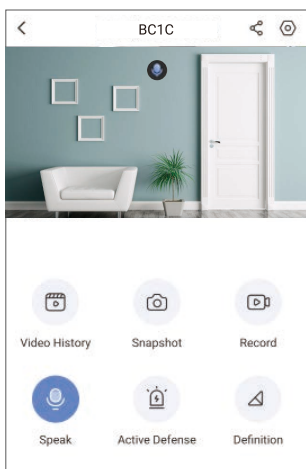 BC1C
Video History
Snapshot
Record
Speak
Active Defense
Definition